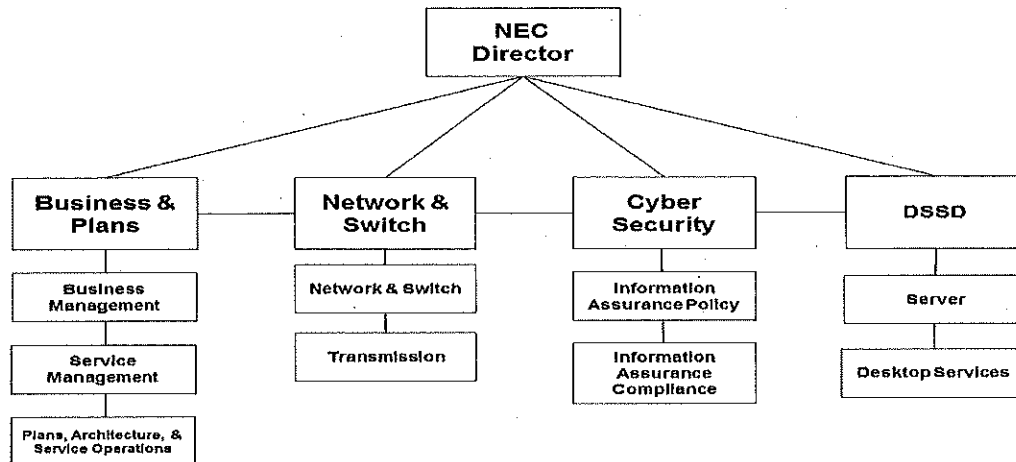 NEC
Director
Business &
Plans
Network &
Switch
Cyber
Security
DSSD
Business
Management
Network & Switch
Information
Assurance Policy
Server
Service
Management
Transmission
Information
Assurance
Compliance
Desktop Services
Plans, Architecture, &
Service Operations